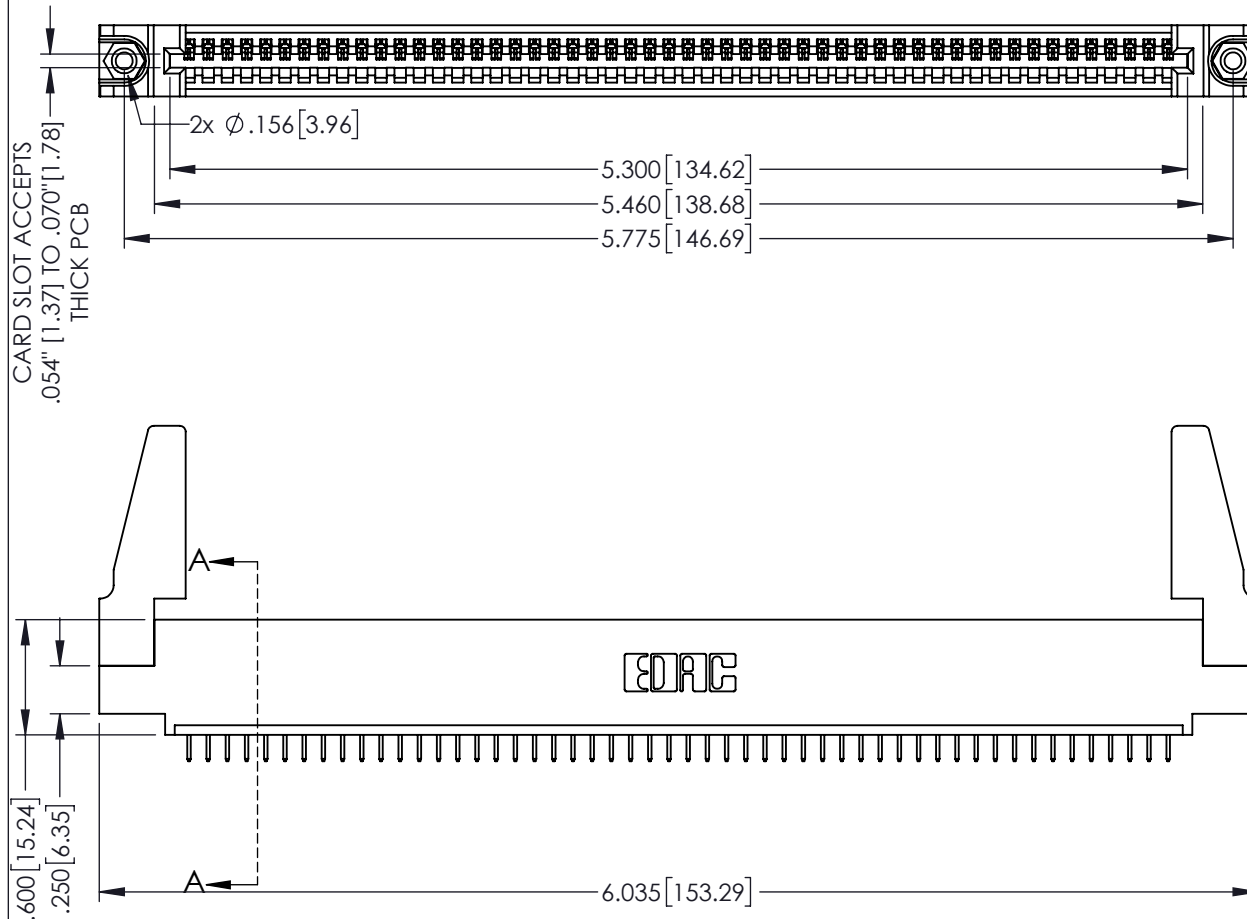 2x Ø.156[3.96]
5.300[134.62]
5.460[138.68]
5.775[146.69]
CARD SLOT ACCEPTS
.054" [1.37] TO .070"[1.78]
THICK PCB
A
EDAC
.600[15.24]
.250[6.35]
A
6.035[153.29]